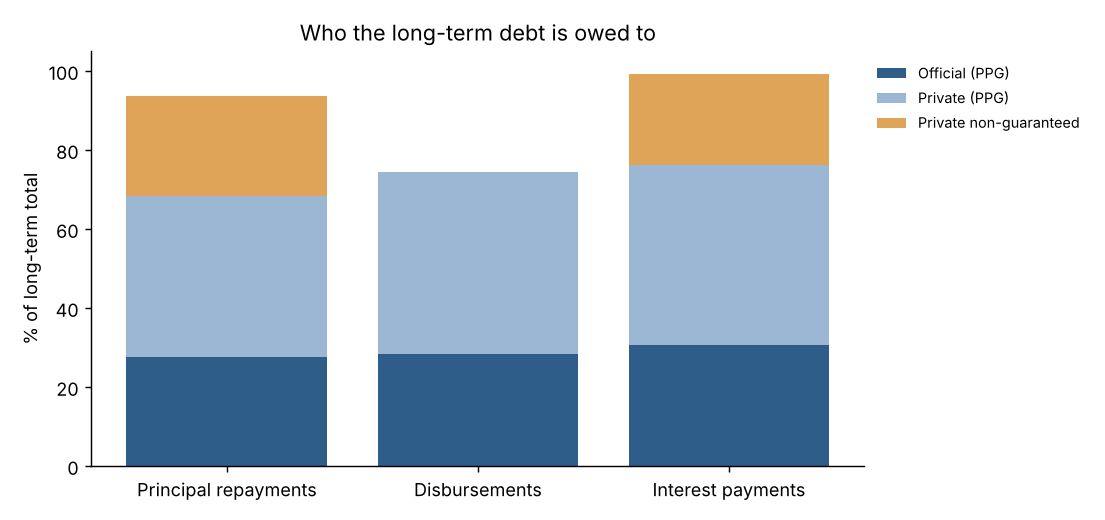 Who the long-term debt is owed to
% of long-term total
100
80
60
40
20
0
Principal repayments
Disbursements
Interest payments
Official (PPG)
Private (PPG)
Private non-guaranteed